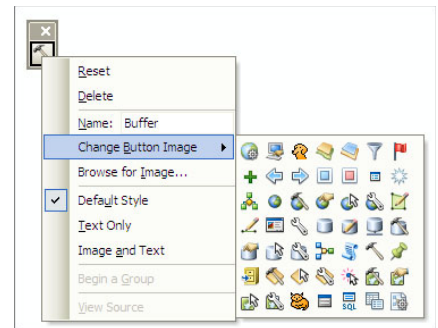 Reset
Delete
Name: Buffer
Change Button Image
Browse for Image...
Default Style
Text Only
Image and Text
Begin a Group
View Source
SQL